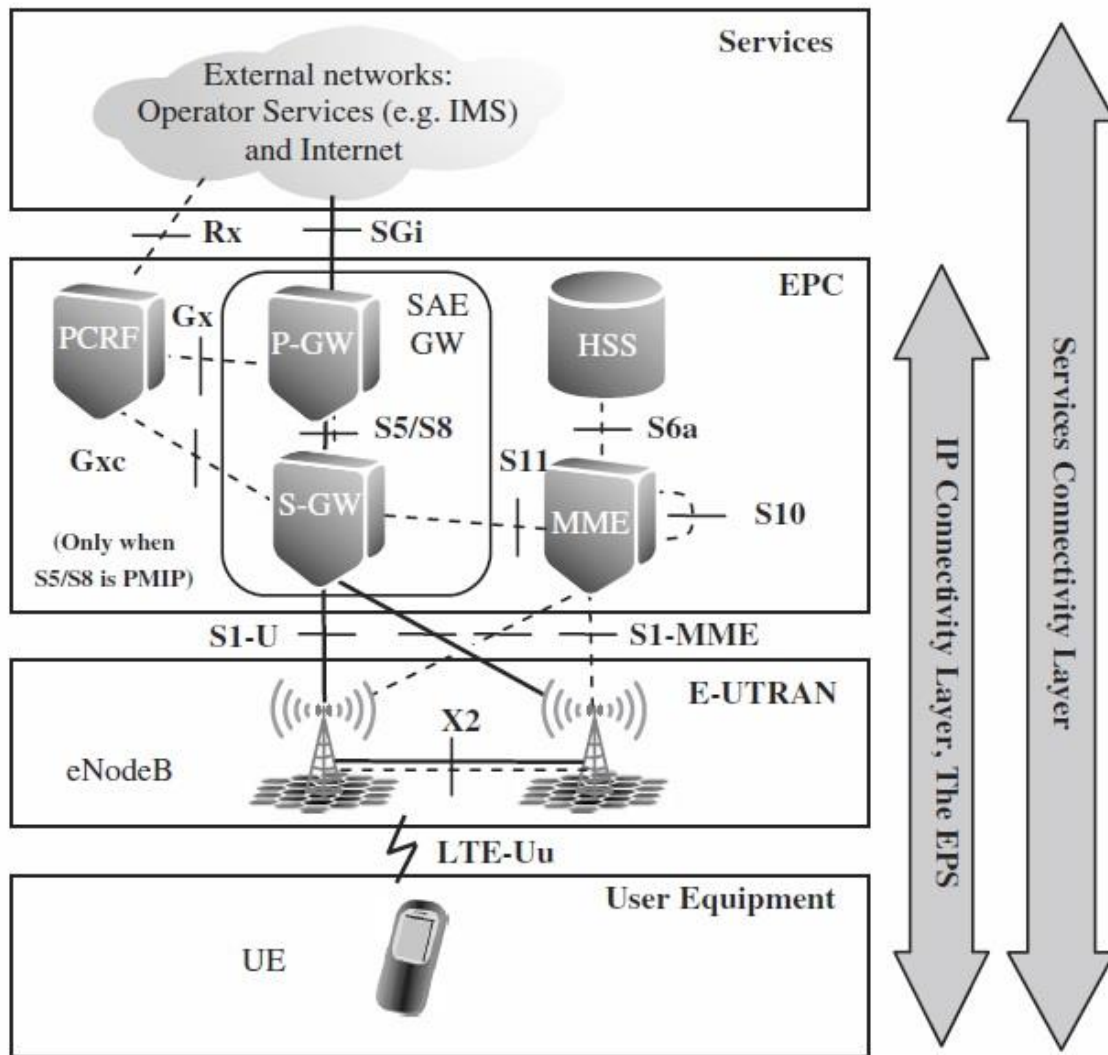 Services
External networks:
Operator Services (e.g. IMS)
and Internet
Rx
SGi
EPC
SAE
GW
PCRF
Gx
P-GW
HSS
S5/S8
S6a
Gxc
S11
S-GW
MME
S10
(Only when
S5/S8 is PMIP)
S1-U
S1-MME
E-UTRAN
X2
eNodeB
LTE-Uu
User Equipment
UE
IP Connectivity Layer, The EPS
Services Connectivity Layer